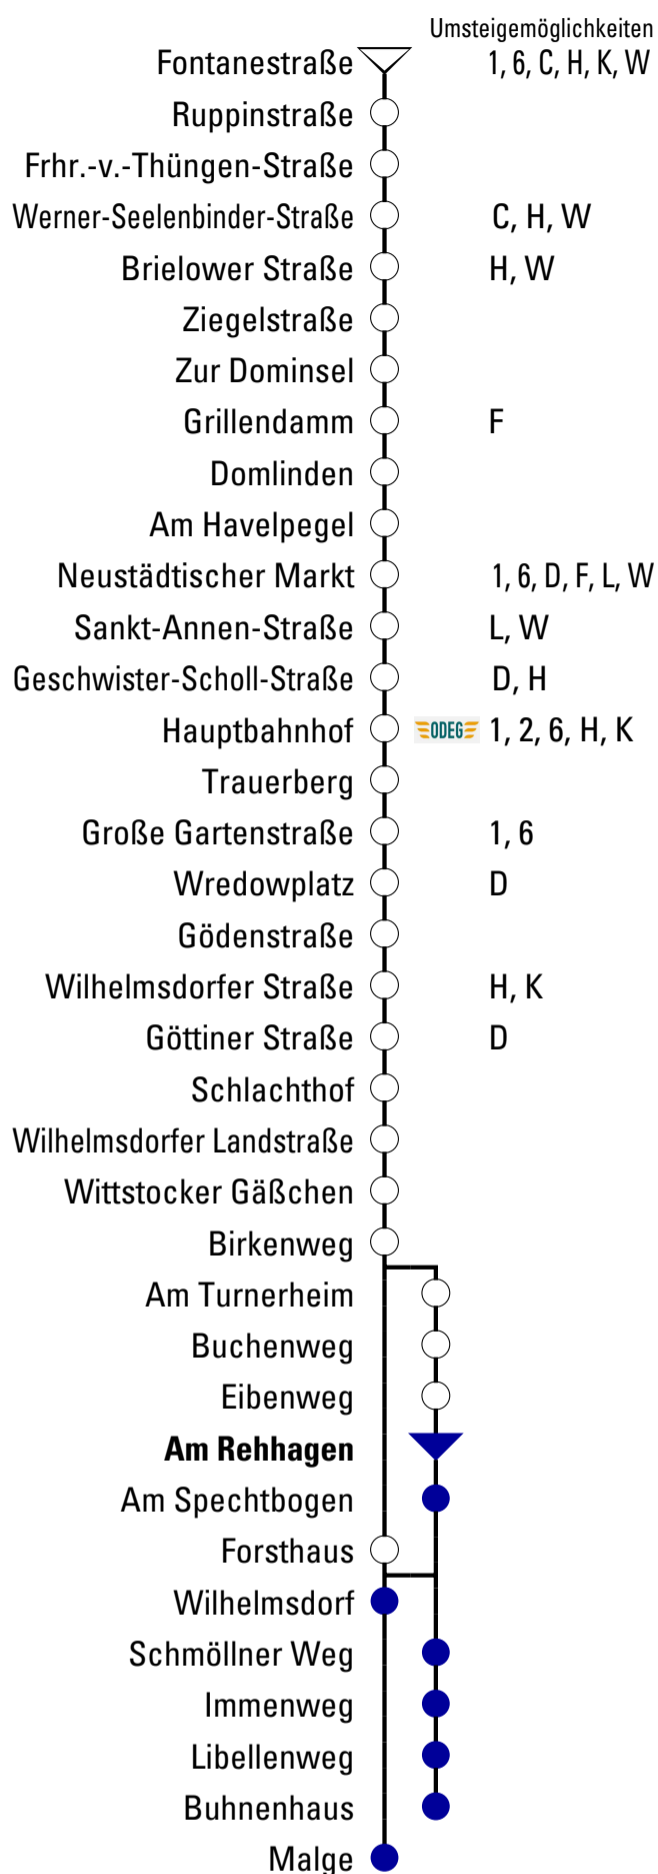 Umsteigemöglichkeiten
Fontanestraße 1, 6, C, H, K, W
Ruppinstraße
Frhr.-v.-Thüngen-Straße
Werner-Seelenbinder-Straße C, H, W
Brielower Straße H, W
Ziegelstraße
Zur Dominsel
Grillendamm F
Domlinden
Am Havelpegel
Neustädtischer Markt 1, 6, D, F, L, W
Sankt-Annen-Straße L, W
Geschwister-Scholl-Straße D, H
Hauptbahnhof ODEG 1, 2, 6, H, K
Trauerberg
Große Gartenstraße 1, 6
Wredowplatz D
Gödenstraße
Wilhelmsdorfer Straße H, K
Göttiner Straße D
Schlachthof
Wilhelmsdorfer Landstraße
Wittstocker Gäßchen
Birkenweg
Am Turnerheim
Buchenweg
Eibenweg
Am Rehhagen
Am Spechtbogen
Forsthaus
Wilhelmsdorf
Schmöllner Weg
Immenweg
Libellenweg
Buhnenhaus
Malge